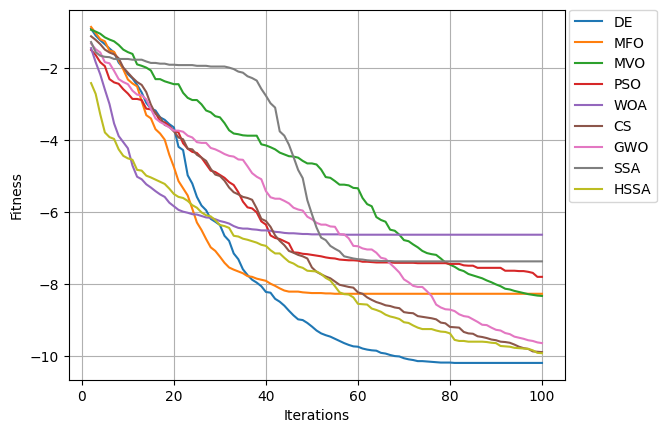 DE
MFO
MVO
PSO
WOA
CS
GWO
SSA
HSSA
Fitness
−2
−4
−6
−8
−10
0 20 40 60 80 100
Iterations